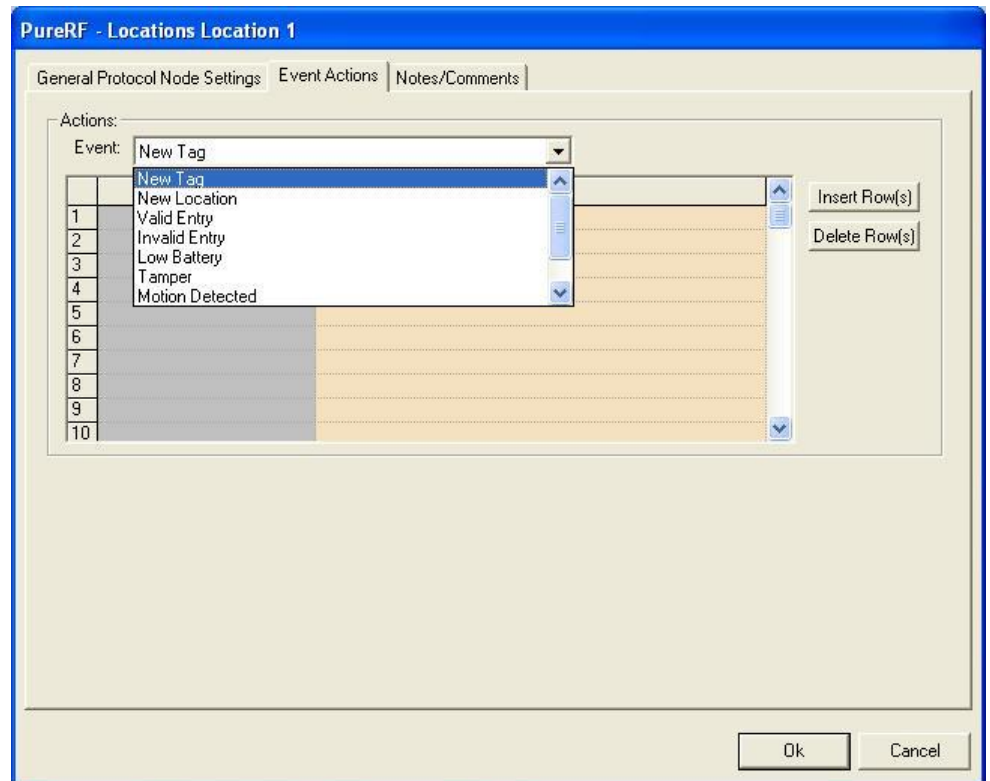 PureRF - Locations Location 1
General Protocol Node Settings Event Actions Notes/Comments
Actions:
Event: New Tag
New Tag
New Location
Valid Entry
Invalid Entry
Low Battery
Tamper
Motion Detected
Insert Row(s)
Delete Row(s)
1
2
3
4
5
6
7
8
9
10
Ok Cancel